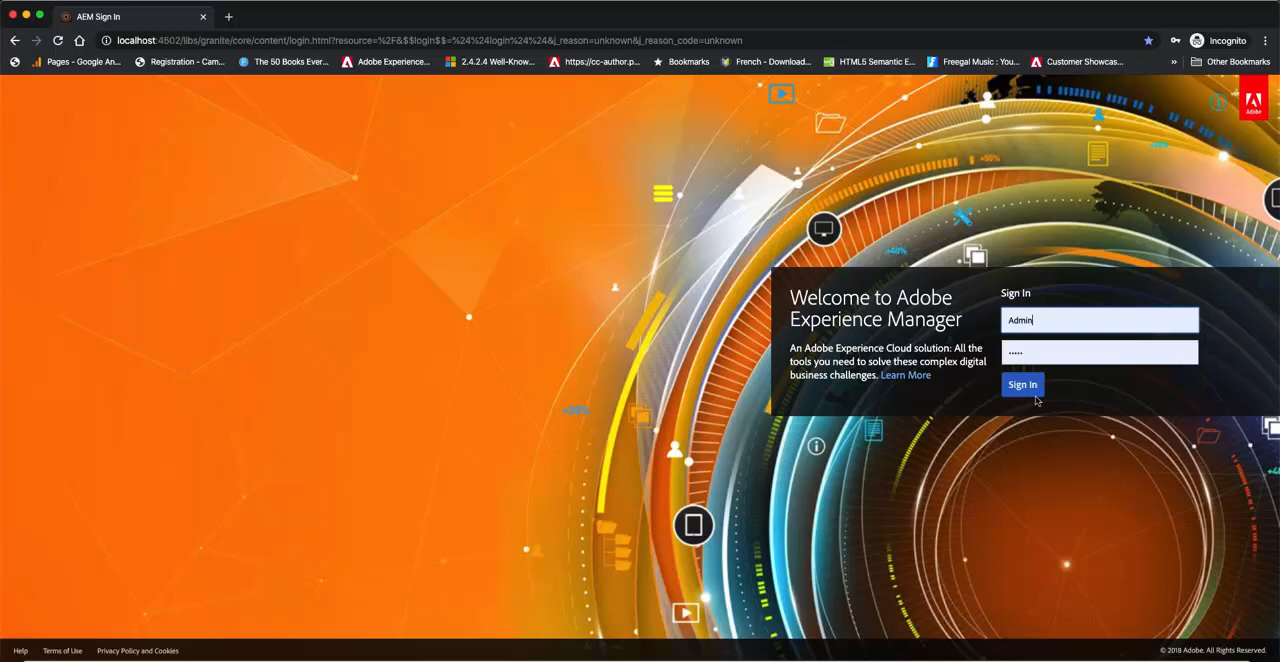 AEM Sign In
localhost:4502/libs/granite/core/content/login.html?resource=%2F&$$login$$=%24%24login%24%24&j_reason=unknown&j_reason_code=unknown
Incognito
Pages - Google An...
Registration - Cam...
The 50 Books Ever...
Adobe Experience...
2.4.2.4 Well-Know...
https://cc-author.p...
Bookmarks
French - Download...
HTML5 Semantic E...
Freegal Music : You...
Customer Showcas...
»
Other Bookmarks
Adobe
+50%
+40%
Welcome to Adobe
Experience Manager
An Adobe Experience Cloud solution: All the
tools you need to solve these complex digital
business challenges. Learn More
Sign In
Admin
•••••
Sign In
Help
Terms of Use
Privacy Policy and Cookies
© 2018 Adobe. All Rights Reserved.